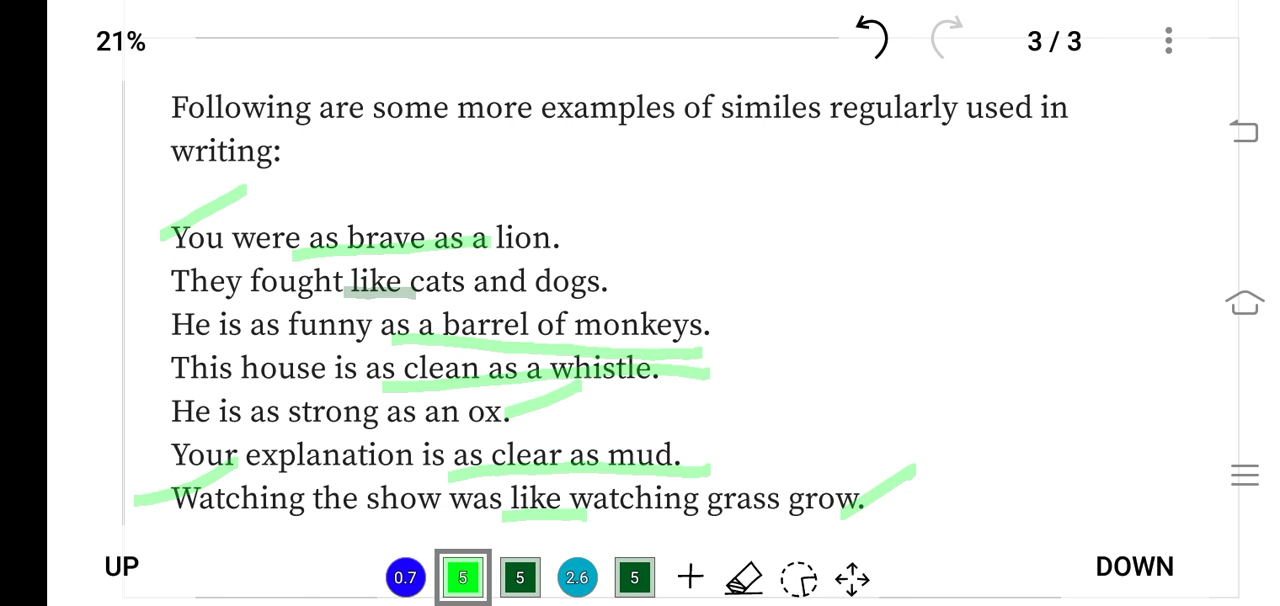 21%
3 / 3
Following are some more examples of similes regularly used in
writing:
You were as brave as a lion.
They fought like cats and dogs.
He is as funny as a barrel of monkeys.
This house is as clean as a whistle.
He is as strong as an ox.
Your explanation is as clear as mud.
Watching the show was like watching grass grow.
UP
0.7
5
5
2.6
5
DOWN